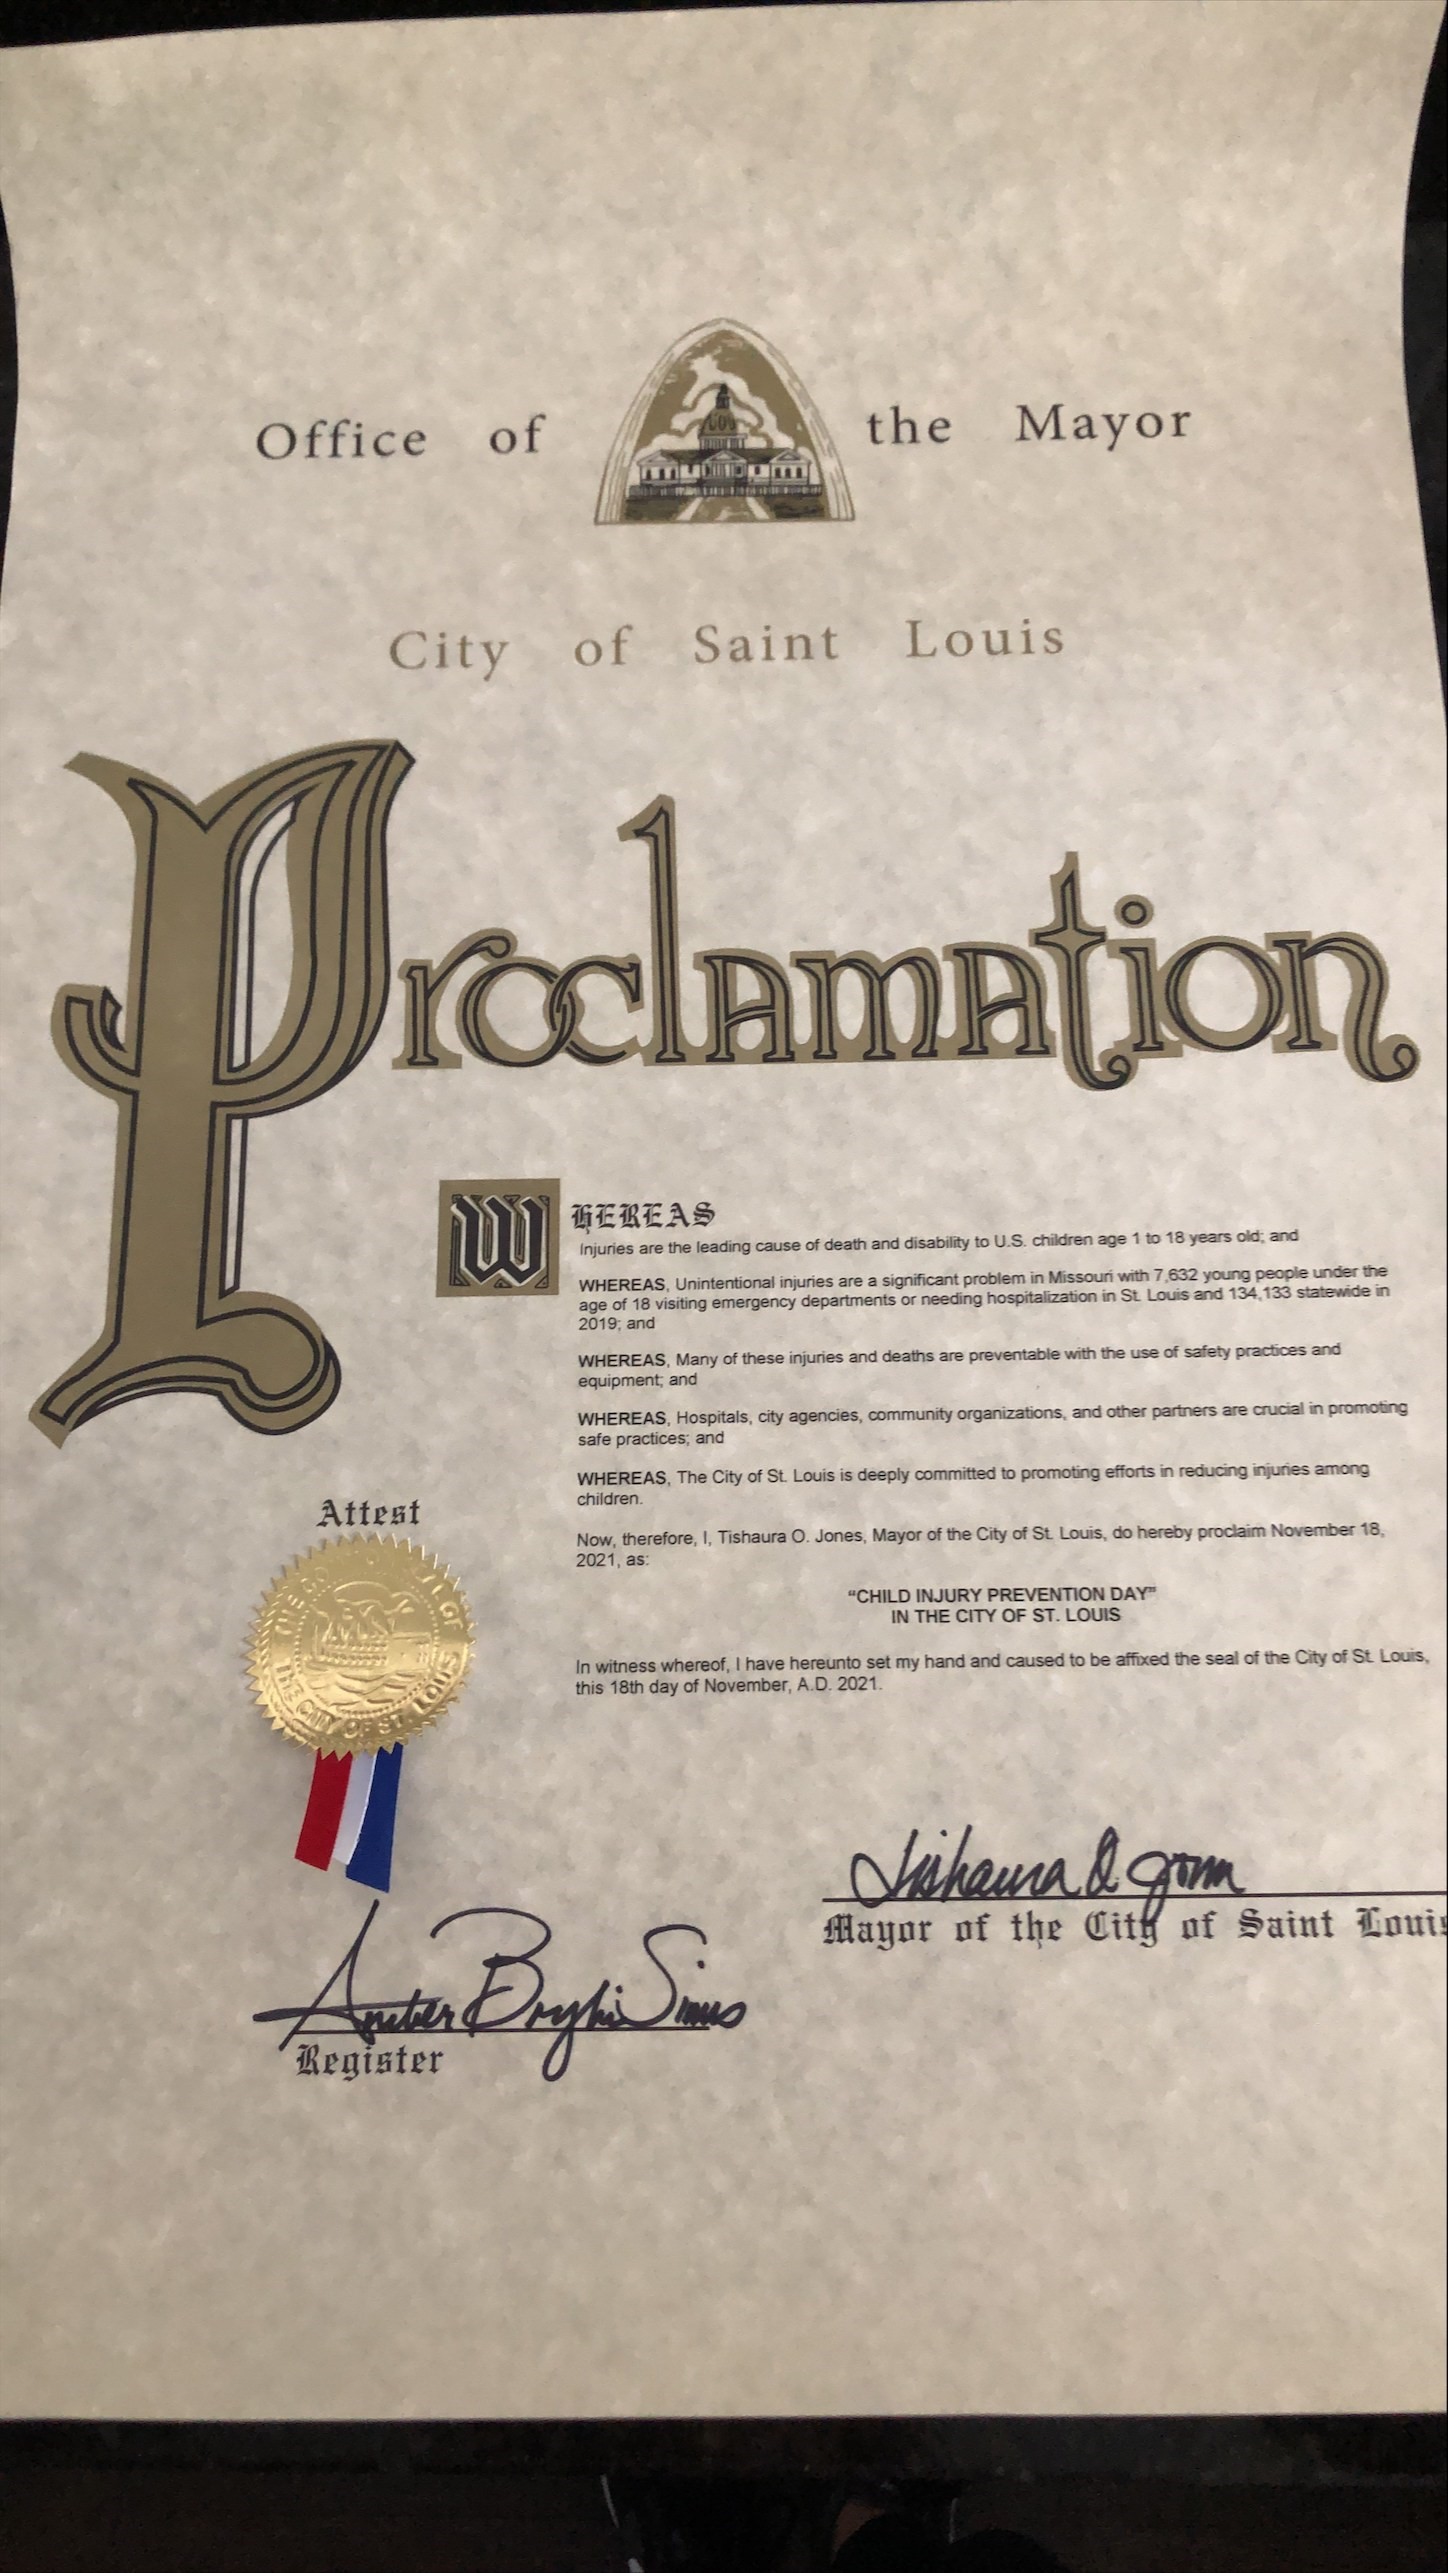 Office of the Mayor
City of Saint Louis
Proclamation
WHEREAS
Injuries are the leading cause of death and disability to U.S. children age 1 to 18 years old; and
WHEREAS, Unintentional injuries are a significant problem in Missouri with 7,632 young people under the
age of 18 visiting emergency departments or needing hospitalization in St. Louis and 134,133 statewide in
2019; and
WHEREAS, Many of these injuries and deaths are preventable with the use of safety practices and
equipment; and
WHEREAS, Hospitals, city agencies, community organizations, and other partners are crucial in promoting
safe practices; and
WHEREAS, The City of St. Louis is deeply committed to promoting efforts in reducing injuries among
children.
Now, therefore, I, Tishaura O. Jones, Mayor of the City of St. Louis, do hereby proclaim November 18,
2021, as:
"CHILD INJURY PREVENTION DAY"
IN THE CITY OF ST. LOUIS
In witness whereof, I have hereunto set my hand and caused to be affixed the seal of the City of St. Louis,
this 18th day of November, A.D. 2021.
Attest
THE CITY OF ST. LOUIS
Tishaura O Jones
Mayor of the City of Saint Louis
Amber Simms
Register